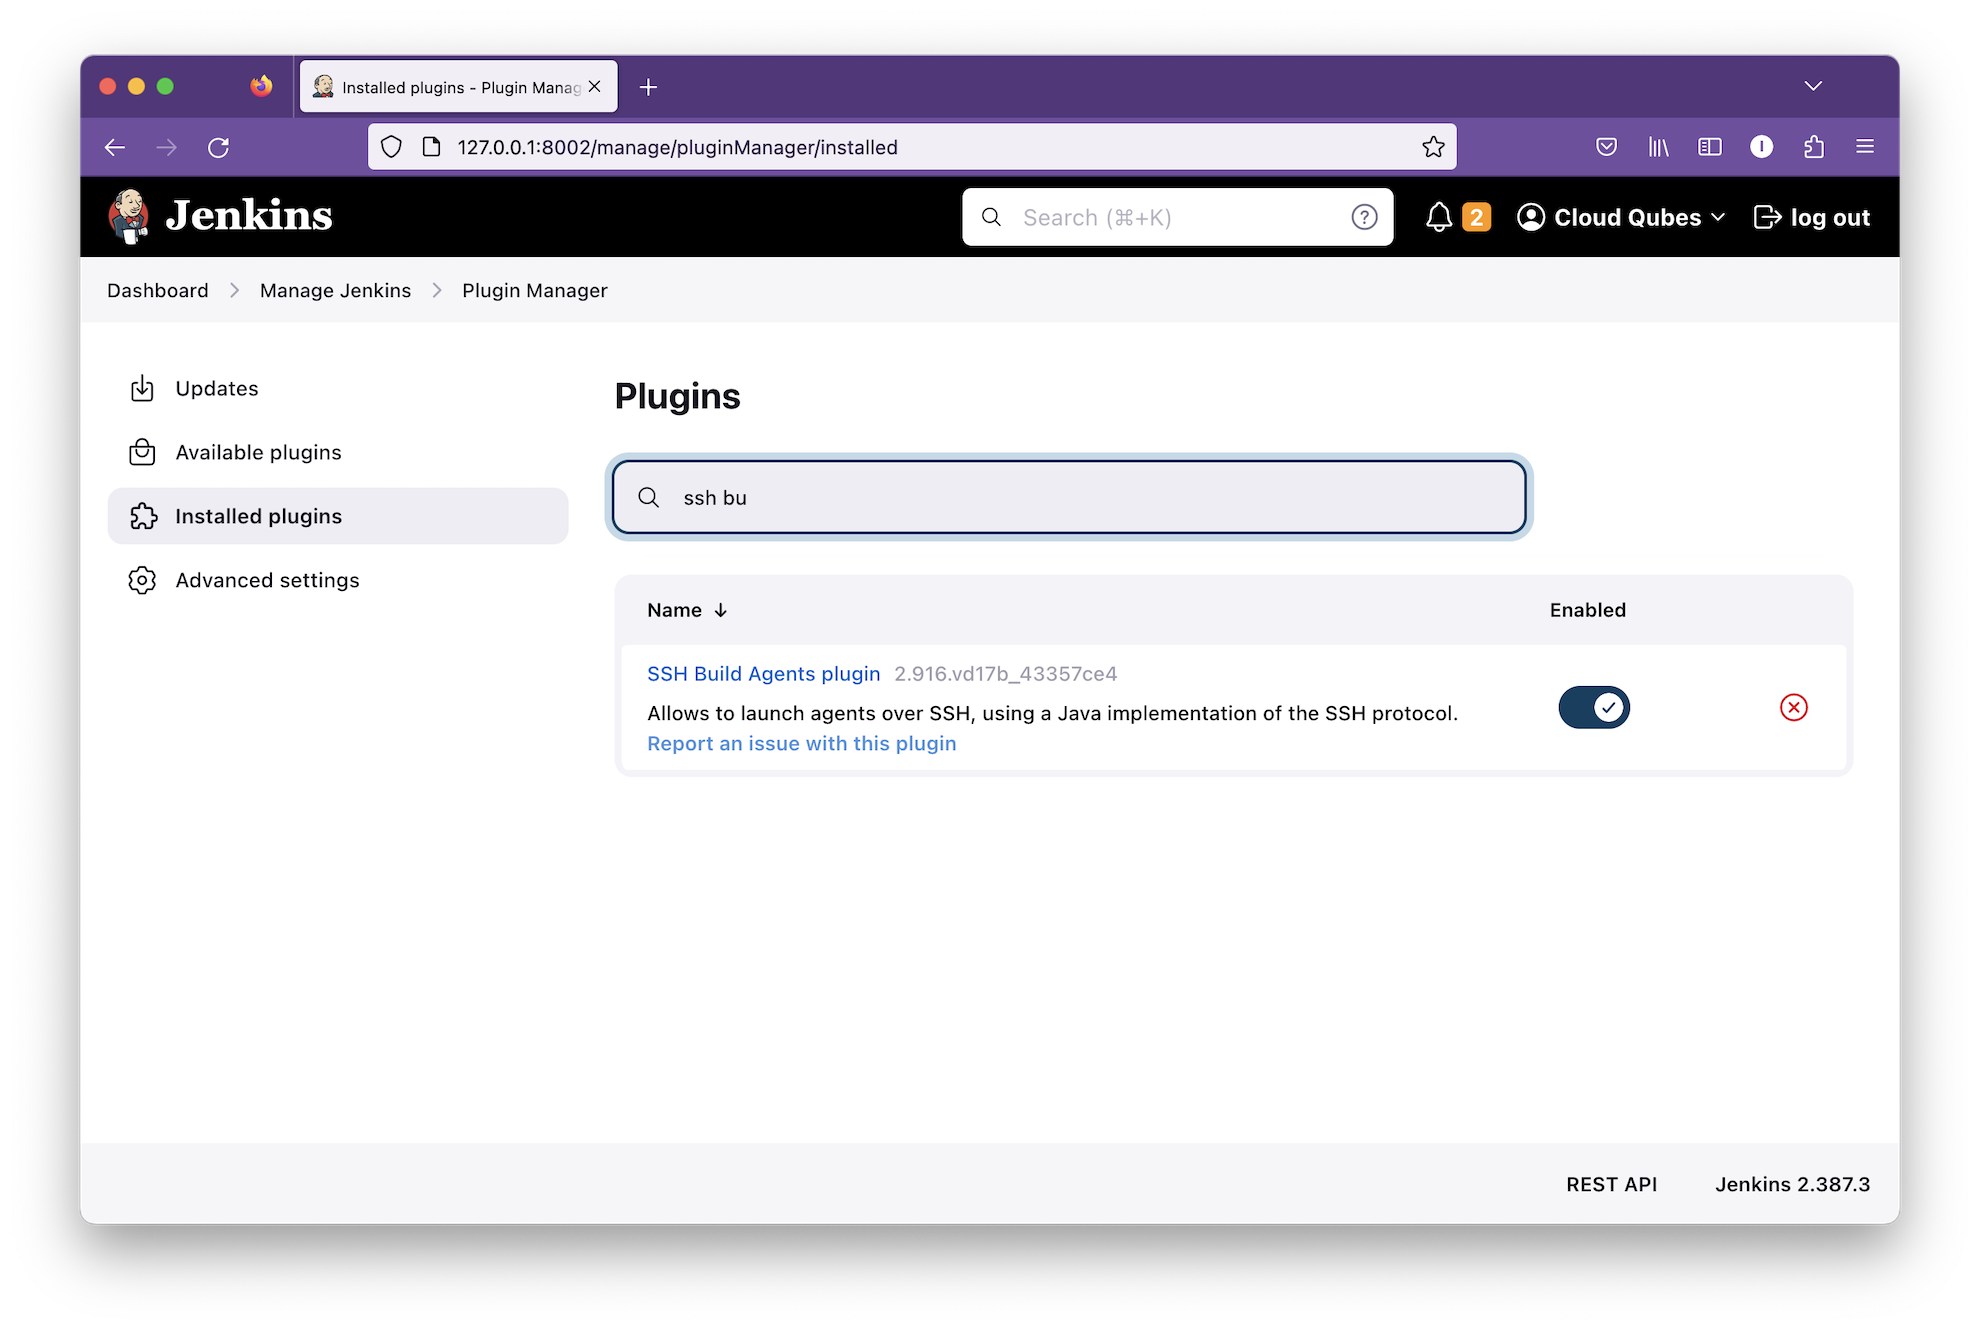 Installed plugins - Plugin Manag
127.0.0.1:8002/manage/pluginManager/installed
Jenkins
Search (⌘+K)
2
Cloud Qubes
log out
Dashboard
Manage Jenkins
Plugin Manager
Updates
Available plugins
Installed plugins
Advanced settings
Plugins
ssh bu
Name ↓
Enabled
SSH Build Agents plugin 2.916.vd17b_43357ce4
Allows to launch agents over SSH, using a Java implementation of the SSH protocol.
Report an issue with this plugin
REST API
Jenkins 2.387.3